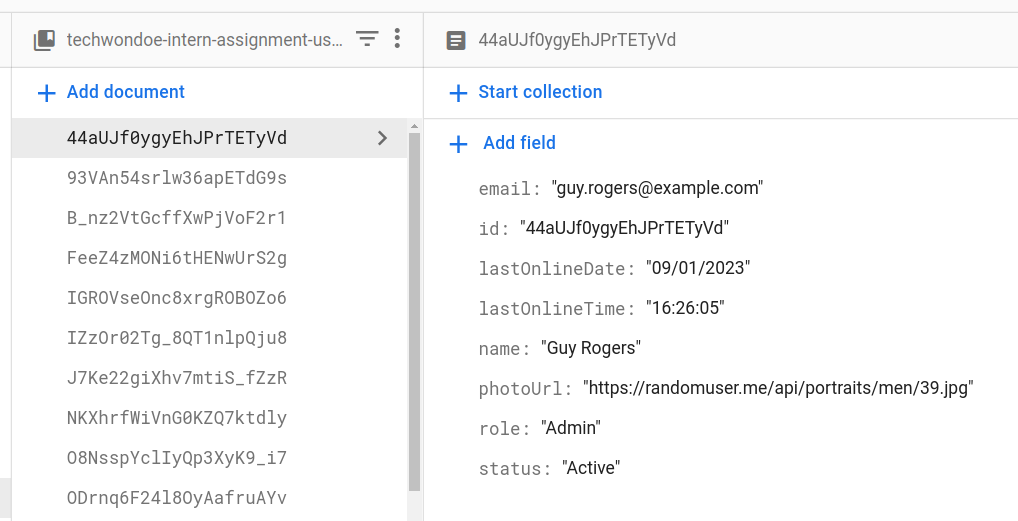 techwondoe-intern-assignment-us...
Add document
44aUJf0ygyEhJPrTETyVd
93VAn54srlw36apETdG9s
B_nz2VtGcffXwPjVoF2r1
FeeZ4zMONi6tHENwUrS2g
IGROVseOnc8xrgROBOZo6
IZzOr02Tg_8QT1nlpQju8
J7Ke22giXhv7mtiS_fZzR
NKXhrfWiVnG0KZQ7ktdly
O8NsspYclIyQp3XyK9_i7
ODrnq6F24l8OyAafruAYv
44aUJf0ygyEhJPrTETyVd
Start collection
Add field
email: "guy.rogers@example.com"
id: "44aUJf0ygyEhJPrTETyVd"
lastOnlineDate: "09/01/2023"
lastOnlineTime: "16:26:05"
name: "Guy Rogers"
photoUrl: "https://randomuser.me/api/portraits/men/39.jpg"
role: "Admin"
status: "Active"